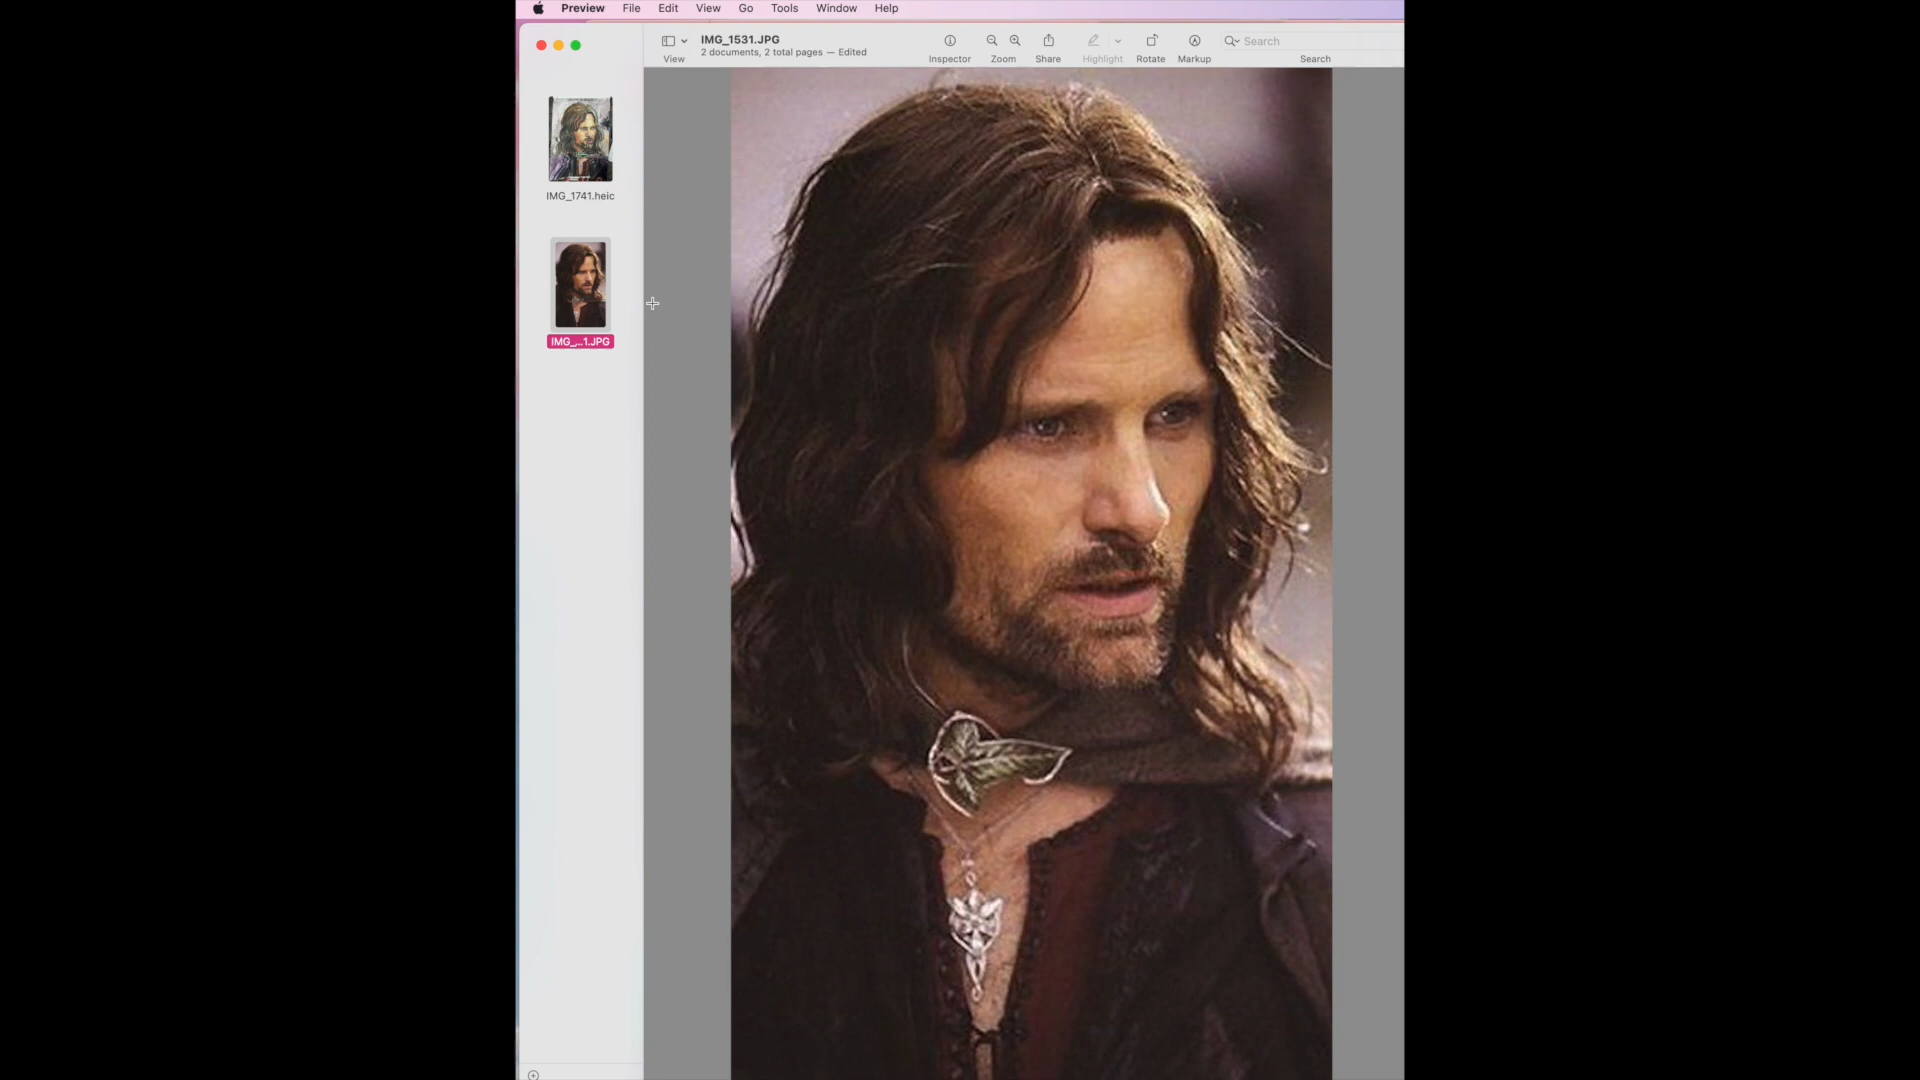 Preview File Edit View Go Tools Window Help
IMG_1531.JPG
2 documents, 2 total pages — Edited
Search
View Inspector Zoom Share Highlight Rotate Markup Search
IMG_1741.heic
IMG_...1.JPG